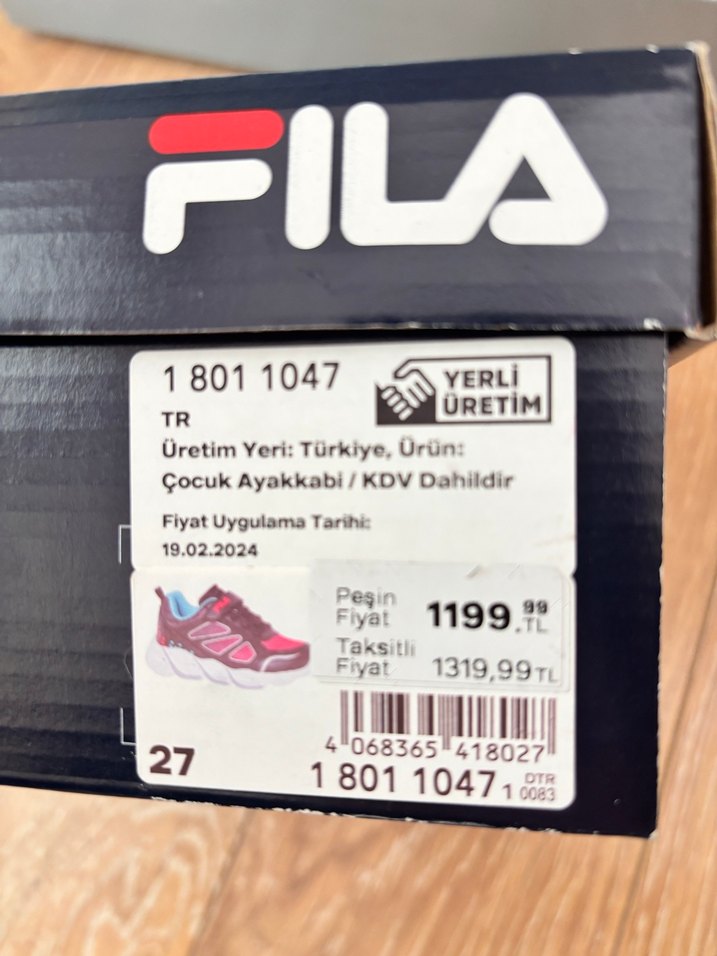 FILA
1 801 1047
YERLİ
ÜRETİM
TR
Üretim Yeri: Türkiye, Ürün:
Çocuk Ayakkabi / KDV Dahildir
Fiyat Uygulama Tarihi:
19.02.2024
Peşin
Fiyat 1199.99 TL
Taksitli
Fiyat 1319,99 TL
4 068365 418027
27
1 801 1047 1 DTR
0083